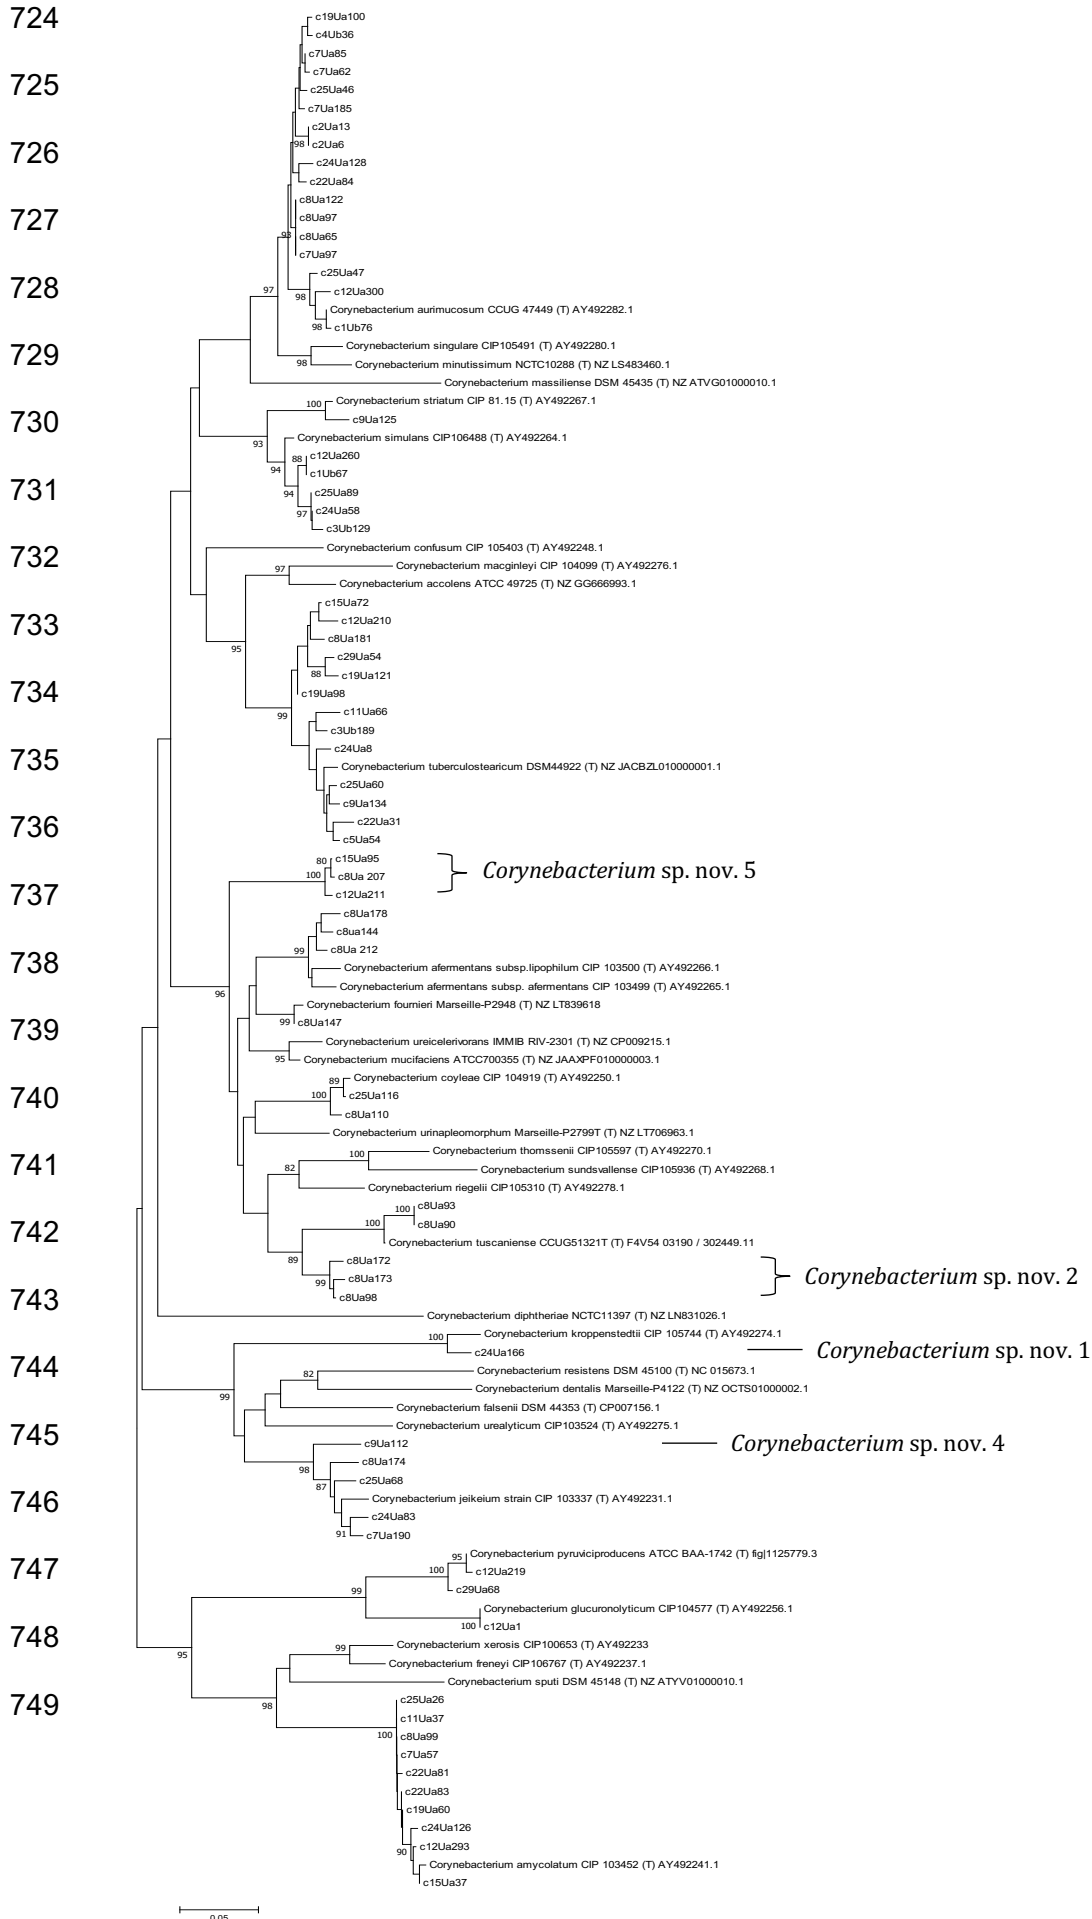 724
c19Ua100
c4Ub36
c7Ua85
c7Ua62
725
c25Ua46
c7Ua185
c2Ua13
98
c2Ua6
726
c24Ua128
c22Ua84
c8Ua122
727
c8Ua97
93
c8Ua65
c7Ua97
c25Ua47
728
97
98
c12Ua300
Corynebacterium aurimucosum CCUG 47449 (T) AY492282.1
98
c1Ub76
729
Corynebacterium singulare CIP105491 (T) AY492280.1
98
Corynebacterium minutissimum NCTC10288 (T) NZ LS483460.1
Corynebacterium massiliense DSM 45435 (T) NZ ATVG01000010.1
100
Corynebacterium striatum CIP 81.15 (T) AY492267.1
730
c9Ua125
93
Corynebacterium simulans CIP106488 (T) AY492264.1
88
c12Ua260
94
c1Ub67
731
94
c25Ua89
97
c24Ua58
c3Ub129
732
Corynebacterium confusum CIP 105403 (T) AY492248.1
97
Corynebacterium macginleyi CIP 104099 (T) AY492276.1
Corynebacterium accolens ATCC 49725 (T) NZ GG666993.1
c15Ua72
733
c12Ua210
95
c8Ua181
c29Ua54
88
c19Ua121
734
c19Ua98
99
c11Ua66
c3Ub189
c24Ua8
735
Corynebacterium tuberculostearicum DSM44922 (T) NZ JACBZL010000001.1
c25Ua60
c9Ua134
736
c22Ua31
c5Ua54
80
c15Ua95
100
c8Ua 207
Corynebacterium sp. nov. 5
737
c12Ua211
c8Ua178
c8ua144
99
c8Ua 212
738
Corynebacterium afermentans subsp.lipophilum CIP 103500 (T) AY492266.1
96
Corynebacterium afermentans subsp. afermentans CIP 103499 (T) AY492265.1
Corynebacterium fournieri Marseille-P2948 (T) NZ LT839618
99
c8Ua147
739
Corynebacterium ureicelerivorans IMMIB RIV-2301 (T) NZ CP009215.1
95
Corynebacterium mucifaciens ATCC700355 (T) NZ JAAXPF010000003.1
89
Corynebacterium coyleae CIP 104919 (T) AY492250.1
740
100
c25Ua116
c8Ua110
Corynebacterium urinapleomorphum Marseille-P2799T (T) NZ LT706963.1
741
100
Corynebacterium thomssenii CIP105597 (T) AY492270.1
82
Corynebacterium sundsvallense CIP105936 (T) AY492268.1
Corynebacterium riegelii CIP105310 (T) AY492278.1
100
c8Ua93
742
100
c8Ua90
Corynebacterium tuscaniense CCUG51321T (T) F4V54 03190 / 302449.11
89
c8Ua172
99
c8Ua173
Corynebacterium sp. nov. 2
743
c8Ua98
Corynebacterium diphtheriae NCTC11397 (T) NZ LN831026.1
100
Corynebacterium kroppenstedtii CIP 105744 (T) AY492274.1
c24Ua166
Corynebacterium sp. nov. 1
744
82
Corynebacterium resistens DSM 45100 (T) NC 015673.1
99
Corynebacterium dentalis Marseille-P4122 (T) NZ OCTS01000002.1
Corynebacterium falsenii DSM 44353 (T) CP007156.1
745
Corynebacterium urealyticum CIP103524 (T) AY492275.1
c9Ua112
Corynebacterium sp. nov. 4
98
c8Ua174
87
c25Ua68
746
Corynebacterium jeikeium strain CIP 103337 (T) AY492231.1
c24Ua83
91
c7Ua190
747
95
Corynebacterium pyruviciproducens ATCC BAA-1742 (T) fig|1125779.3
100
c12Ua219
99
c29Ua68
Corynebacterium glucuronolyticum CIP104577 (T) AY492256.1
100
c12Ua1
748
95
99
Corynebacterium xerosis CIP100653 (T) AY492233
Corynebacterium freneyi CIP106767 (T) AY492237.1
Corynebacterium sputi DSM 45148 (T) NZ ATYV01000010.1
749
98
c25Ua26
c11Ua37
100
c8Ua99
c7Ua57
c22Ua81
c22Ua83
c19Ua60
c24Ua126
90
c12Ua293
Corynebacterium amycolatum CIP 103452 (T) AY492241.1
c15Ua37
0.05